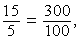 15/5 = 300/100,